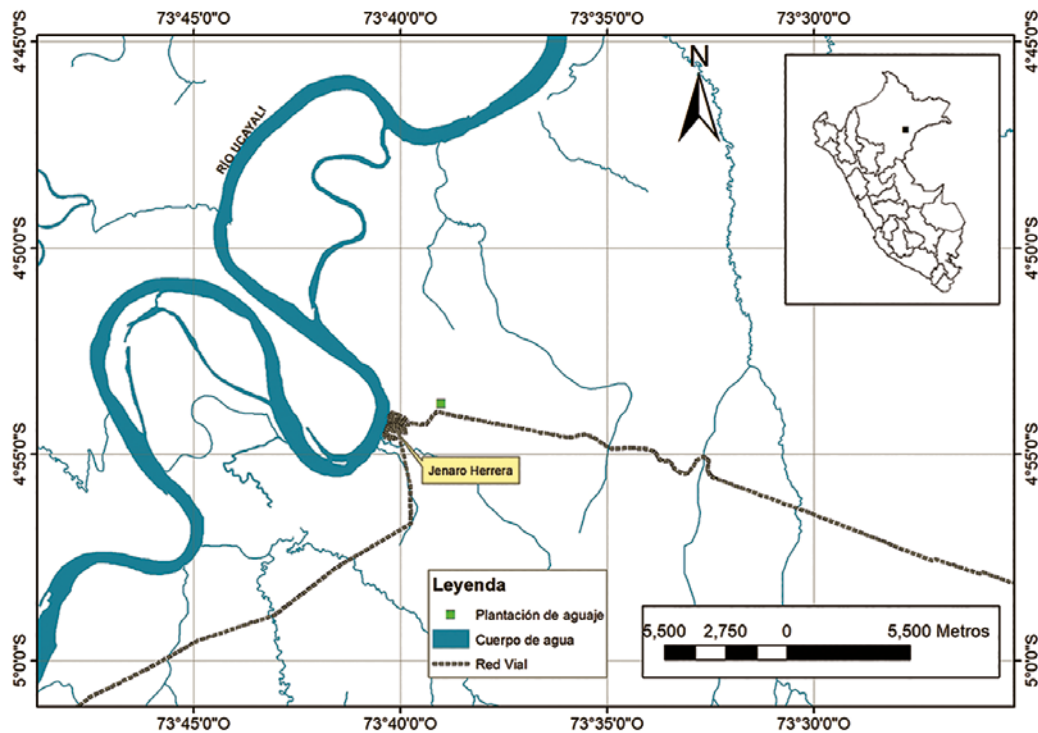 73°45'0"O 73°40'0"O 73°35'0"O 73°30'0"O
4°45'0"S 4°45'0"S
N
RÍO UCAYALI
4°50'0"S 4°50'0"S
4°55'0"S 4°55'0"S
Jenaro Herrera
Leyenda
Plantación de aguaje
Cuerpo de agua
Red Vial
5,500 2,750 0 5,500 Metros
5°0'0"S 5°0'0"S
73°45'0"O 73°40'0"O 73°35'0"O 73°30'0"O